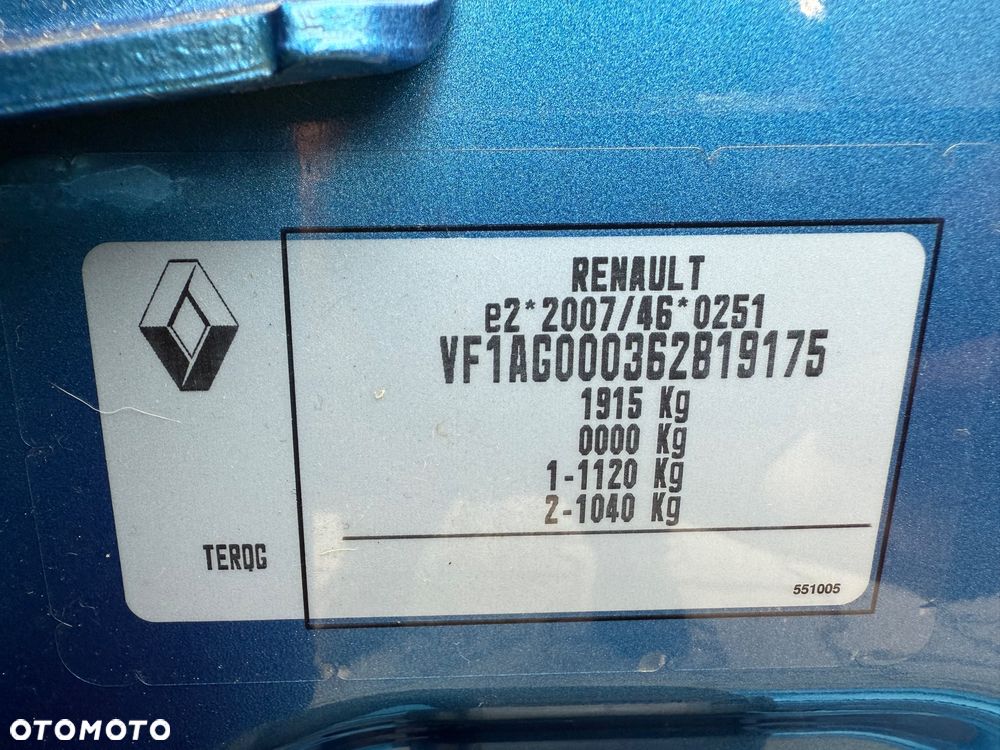 RENAULT
e2*2007/46*0251
VF1AG000362819175
1915 Kg
0000 Kg
1-1120 Kg
2-1040 Kg
TERQG
551005
OTOMOTO